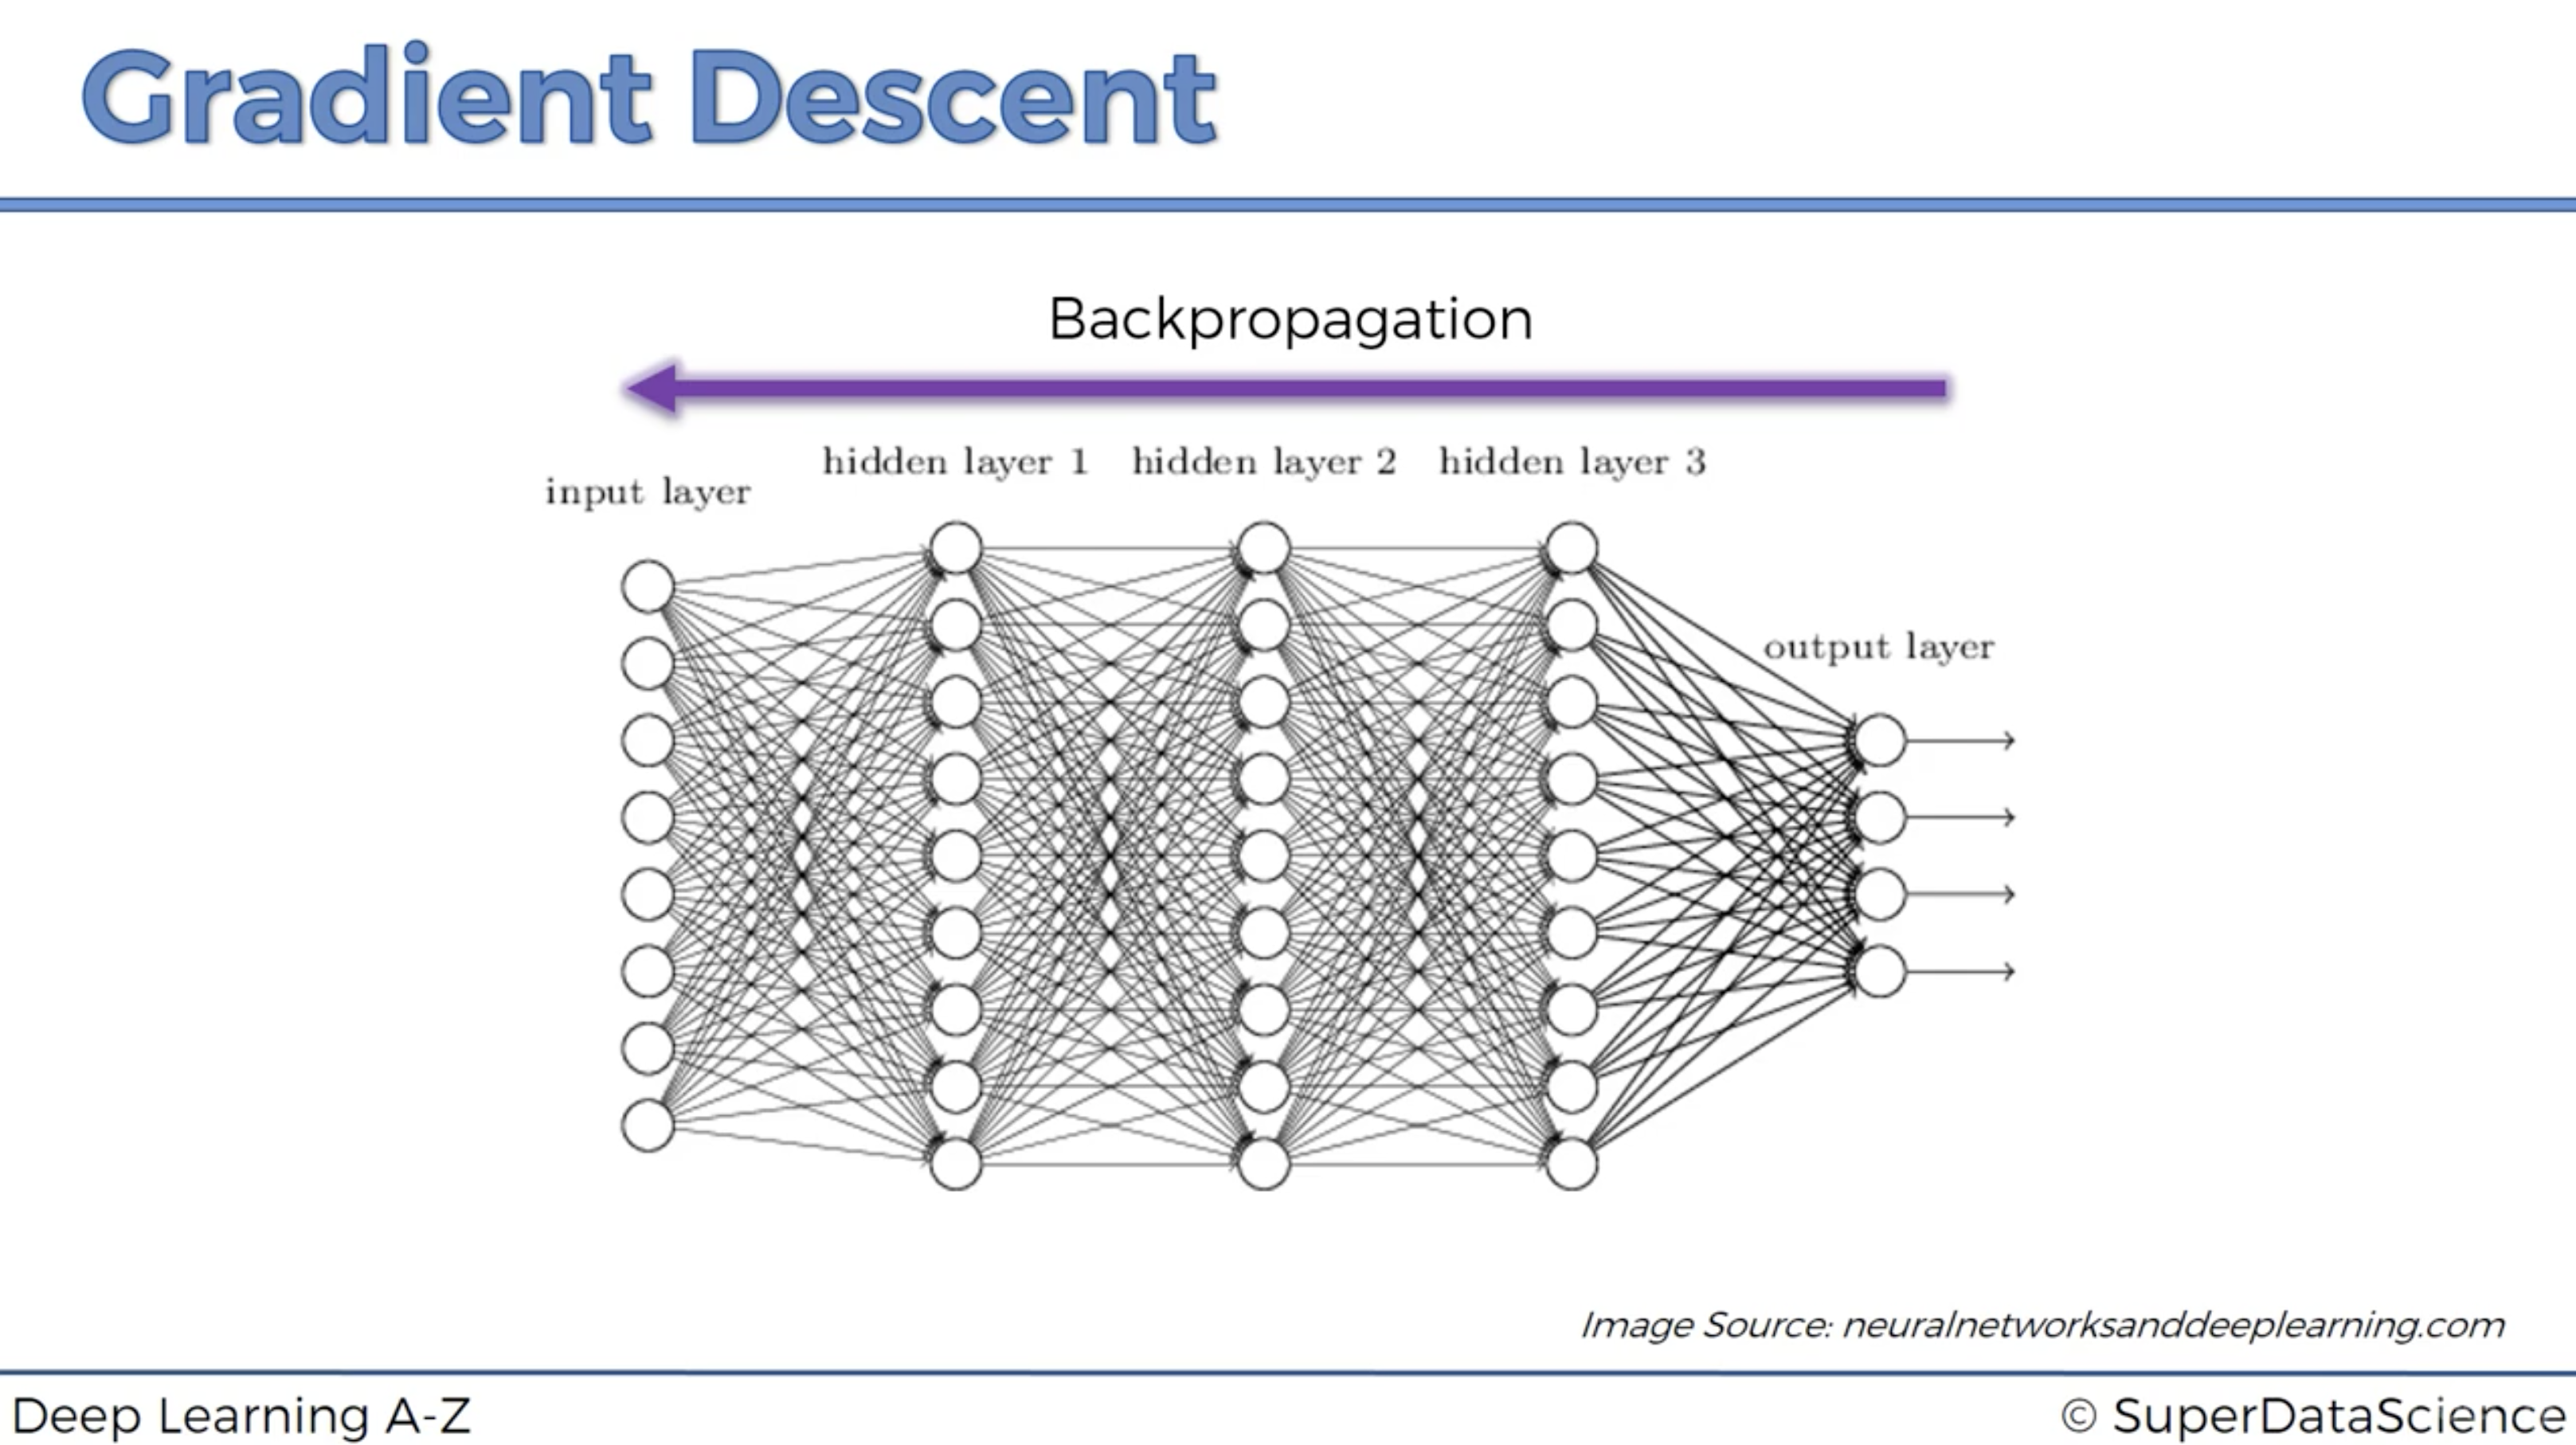 Gradient Descent
Backpropagation
hidden layer 1 hidden layer 2 hidden layer 3
input layer
output layer
Image Source: neuralnetworksanddeeplearning.com
Deep Learning A-Z
© SuperDataScience